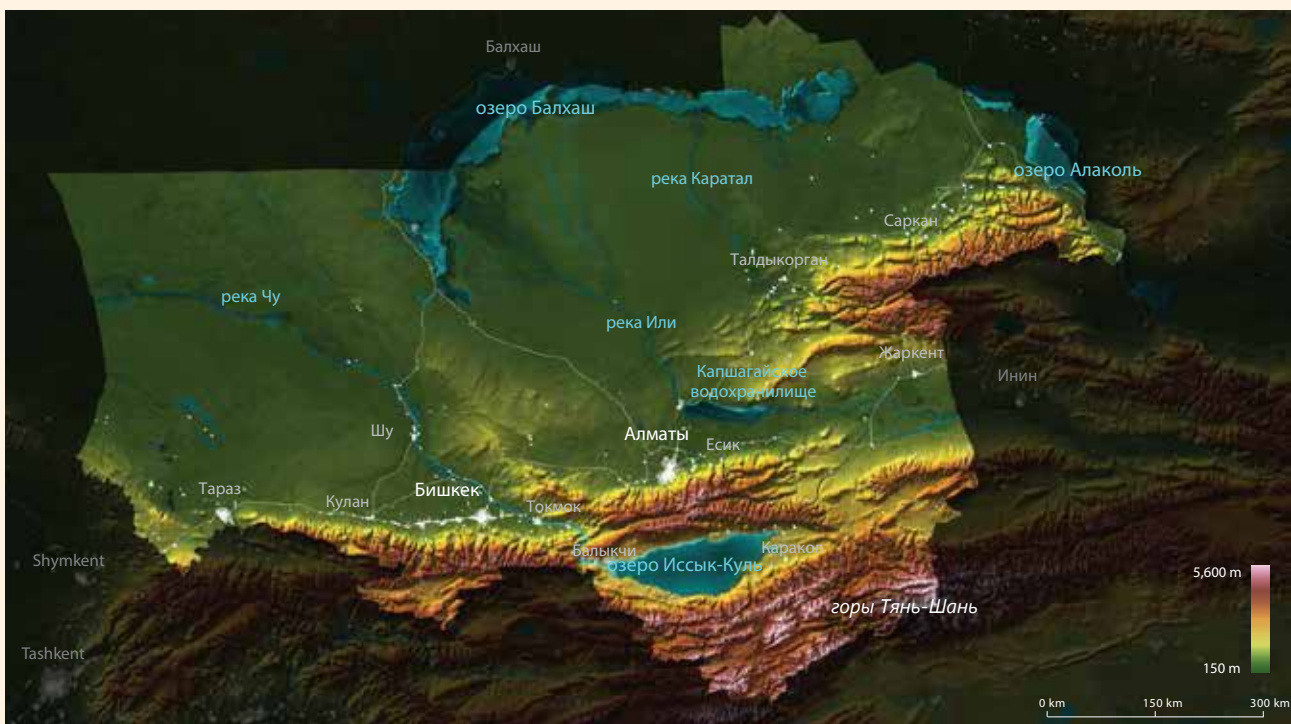 Балхаш
озеро Балхаш
река Каратал
озеро Алаколь
Саркан
Талдыкорган
река Чу
река Или
Жаркент
Капшагайское
водохранилище
Инин
Шу
Алматы
Есик
Тараз
Кулан
Бишкек
Токмок
Балыкчи
Каракол
озеро Иссык-Куль
Shymkent
5,600 m
горы Тянь-Шань
Tashkent
150 m
0 km
150 km
300 km